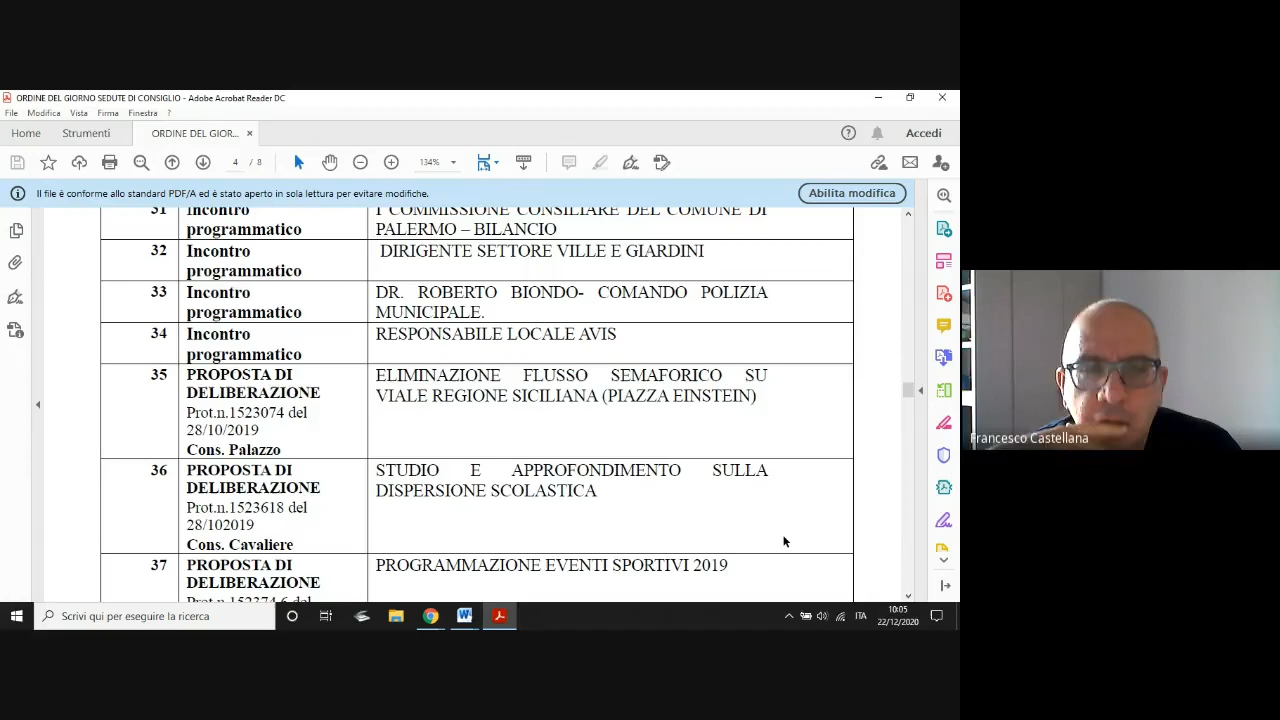 ORDINE DEL GIORNO SEDUTE DI CONSIGLIO - Adobe Acrobat Reader DC
File Modifica Vista Firma Finestra ?
Home Strumenti ORDINE DEL GIOR... × Accedi
4 / 8 134%
Il file è conforme allo standard PDF/A ed è stato aperto in sola lettura per evitare modifiche. Abilita modifica
31 Incontro programmatico I COMMISSIONE CONSILIARE DEL COMUNE DI
PALERMO – BILANCIO
32 Incontro programmatico DIRIGENTE SETTORE VILLE E GIARDINI
33 Incontro programmatico DR. ROBERTO BIONDO- COMANDO POLIZIA
MUNICIPALE.
34 Incontro programmatico RESPONSABILE LOCALE AVIS
35 PROPOSTA DI
DELIBERAZIONE
Prot.n.1523074 del
28/10/2019
Cons. Palazzo
ELIMINAZIONE FLUSSO SEMAFORICO SU
VIALE REGIONE SICILIANA (PIAZZA EINSTEIN)
36 PROPOSTA DI
DELIBERAZIONE
Prot.n.1523618 del
28/102019
Cons. Cavaliere
STUDIO E APPROFONDIMENTO SULLA
DISPERSIONE SCOLASTICA
37 PROPOSTA DI
DELIBERAZIONE
PROGRAMMAZIONE EVENTI SPORTIVI 2019
Francesco Castellana
Scrivi qui per eseguire la ricerca
ITA
10:05
22/12/2020